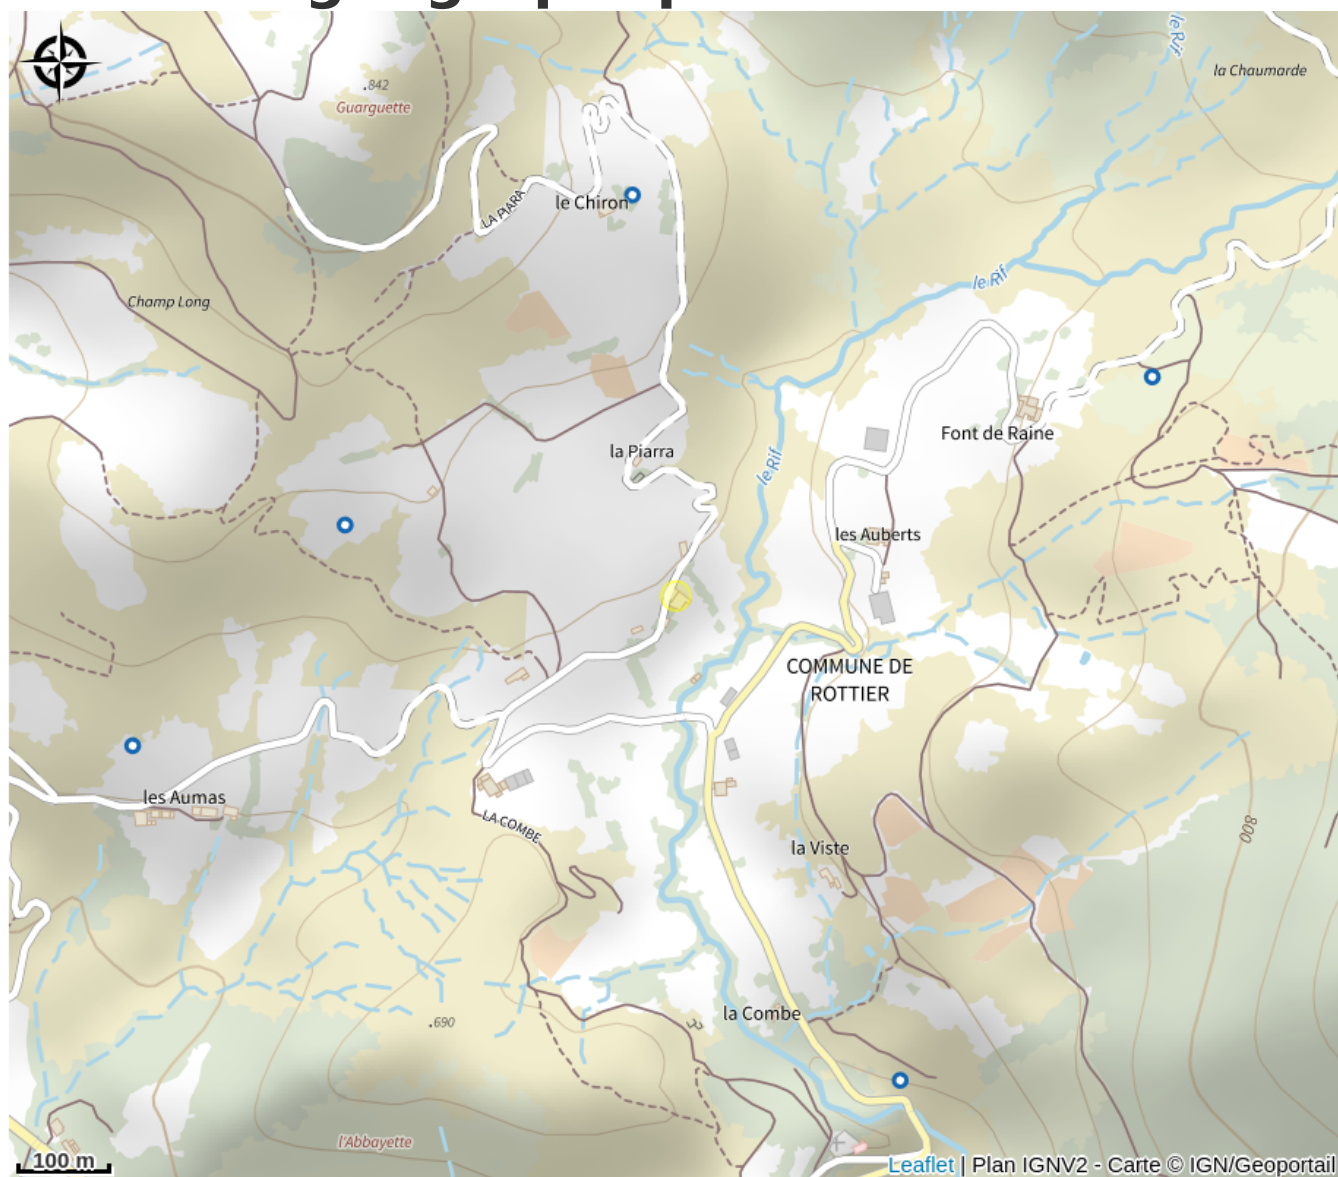 le Rif
la Chaumarde
.842
Guarguette
LA PIARA
le Chiron
le Rif
Champ Long
Font de Raine
la Piarra
le Rif
les Auberts
COMMUNE DE
ROTTIER
les Aumas
LA COMBE
800
la Viste
la Combe
.690
l'Abbayette
100 m
Leaflet | Plan IGNV2 - Carte © IGN/Geoportail